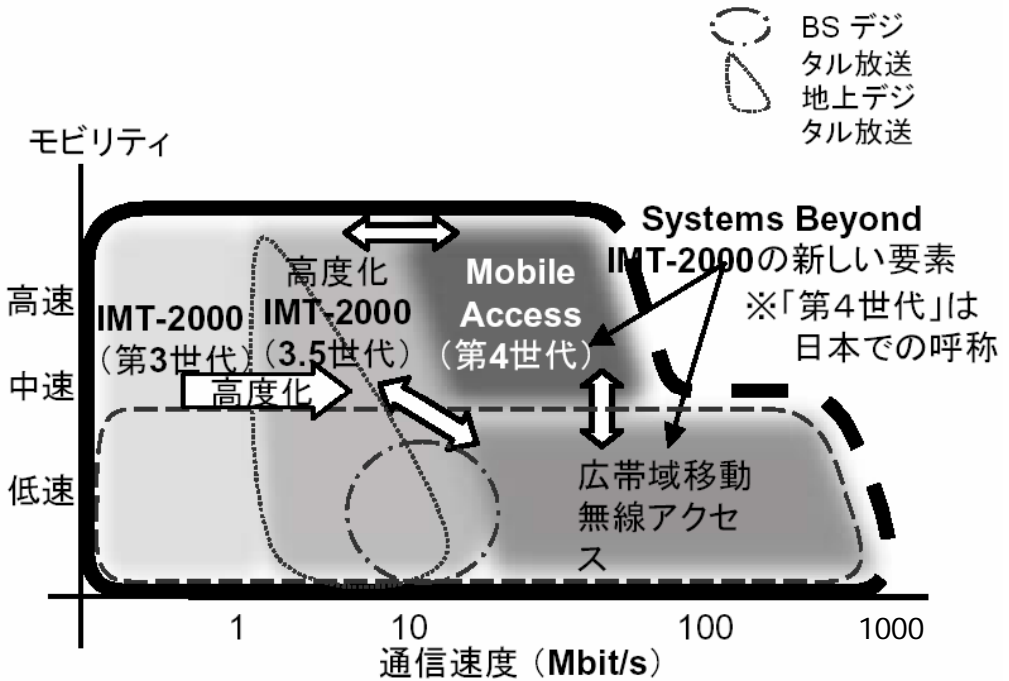 BS デジ
タル放送
地上デジ
タル放送
モビリティ
Systems Beyond
IMT-2000の新しい要素
※「第4世代」は
日本での呼称
高速
中速
低速
IMT-2000
(第3世代)
高度化
高度化
IMT-2000
(3.5世代)
Mobile
Access
(第4世代)
広帯域移動
無線アクセ
ス
1
10
100
1000
通信速度 (Mbit/s)